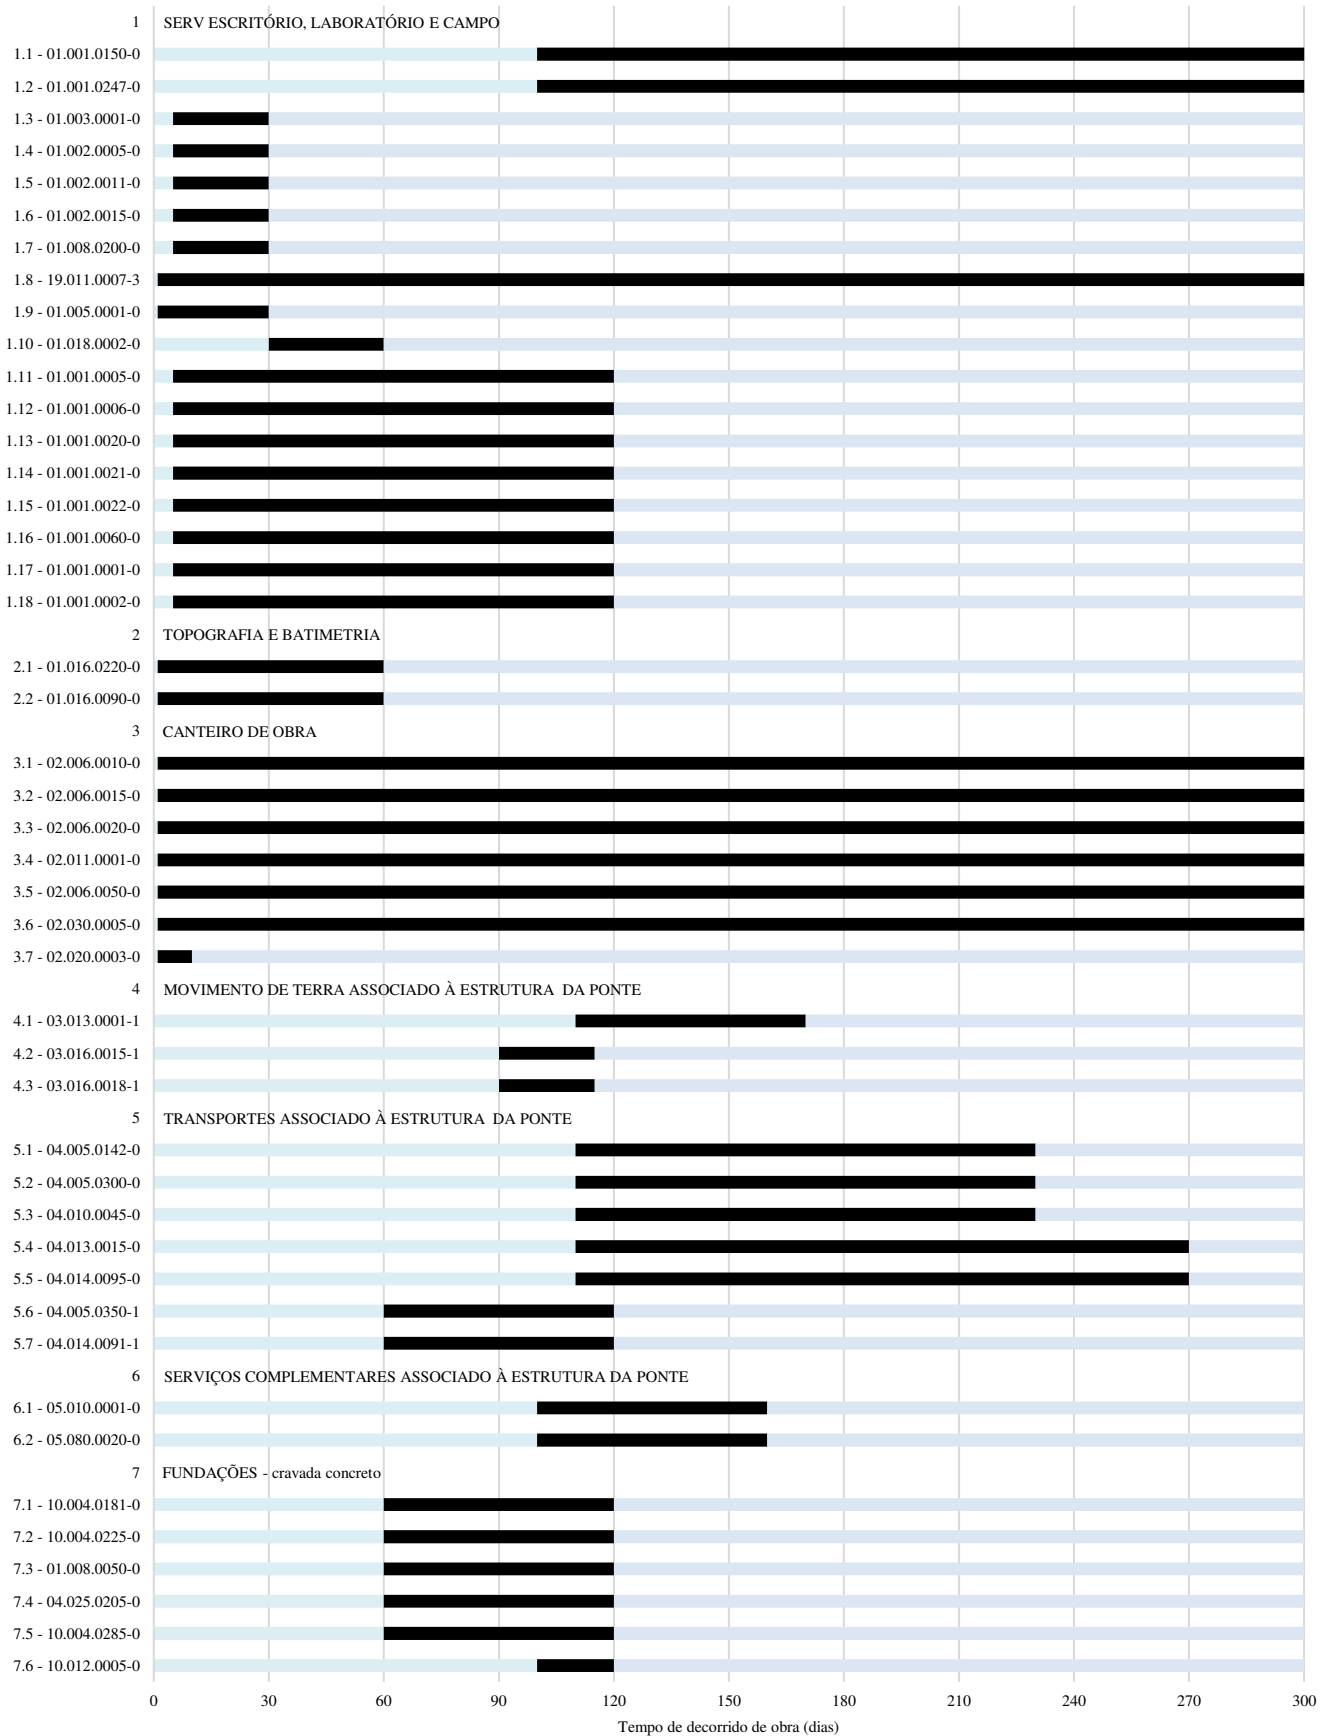 1 SERV ESCRITÓRIO, LABORATÓRIO E CAMPO
1.1 - 01.001.0150-0
1.2 - 01.001.0247-0
1.3 - 01.003.0001-0
1.4 - 01.002.0005-0
1.5 - 01.002.0011-0
1.6 - 01.002.0015-0
1.7 - 01.008.0200-0
1.8 - 19.011.0007-3
1.9 - 01.005.0001-0
1.10 - 01.018.0002-0
1.11 - 01.001.0005-0
1.12 - 01.001.0006-0
1.13 - 01.001.0020-0
1.14 - 01.001.0021-0
1.15 - 01.001.0022-0
1.16 - 01.001.0060-0
1.17 - 01.001.0001-0
1.18 - 01.001.0002-0
2 TOPOGRAFIA E BATIMETRIA
2.1 - 01.016.0220-0
2.2 - 01.016.0090-0
3 CANTEIRO DE OBRA
3.1 - 02.006.0010-0
3.2 - 02.006.0015-0
3.3 - 02.006.0020-0
3.4 - 02.011.0001-0
3.5 - 02.006.0050-0
3.6 - 02.030.0005-0
3.7 - 02.020.0003-0
4 MOVIMENTO DE TERRA ASSOCIADO À ESTRUTURA DA PONTE
4.1 - 03.013.0001-1
4.2 - 03.016.0015-1
4.3 - 03.016.0018-1
5 TRANSPORTES ASSOCIADO À ESTRUTURA DA PONTE
5.1 - 04.005.0142-0
5.2 - 04.005.0300-0
5.3 - 04.010.0045-0
5.4 - 04.013.0015-0
5.5 - 04.014.0095-0
5.6 - 04.005.0350-1
5.7 - 04.014.0091-1
6 SERVIÇOS COMPLEMENTARES ASSOCIADO À ESTRUTURA DA PONTE
6.1 - 05.010.0001-0
6.2 - 05.080.0020-0
7 FUNDAÇÕES - cravada concreto
7.1 - 10.004.0181-0
7.2 - 10.004.0225-0
7.3 - 01.008.0050-0
7.4 - 04.025.0205-0
7.5 - 10.004.0285-0
7.6 - 10.012.0005-0
0 30 60 90 120 150 180 210 240 270 300
Tempo de decorrido de obra (dias)